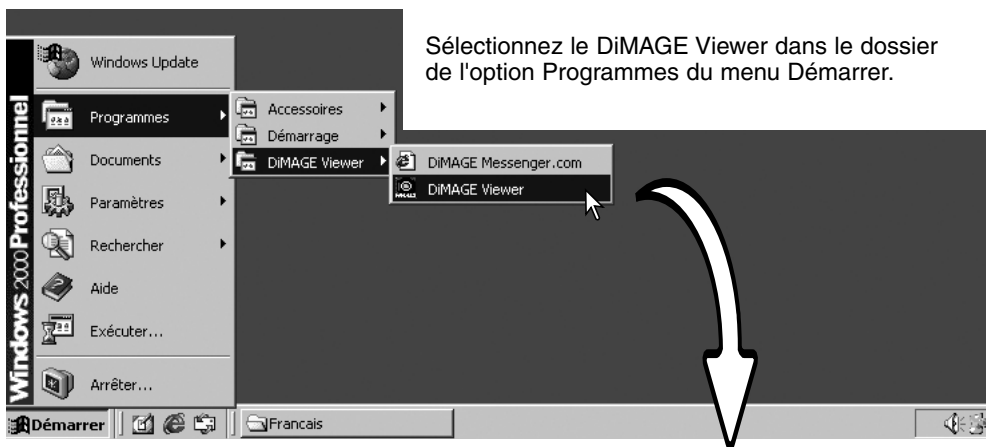 Sélectionnez le DiMAGE Viewer dans le dossier
de l'option Programmes du menu Démarrer.
Windows 2000 Professionnel
Windows Update
Programmes
Documents
Paramètres
Rechercher
Aide
Exécuter...
Arrêter...
Accessoires
Démarrage
DiMAGE Viewer
DiMAGE Messenger.com
DiMAGE Viewer
Démarrer
Francais